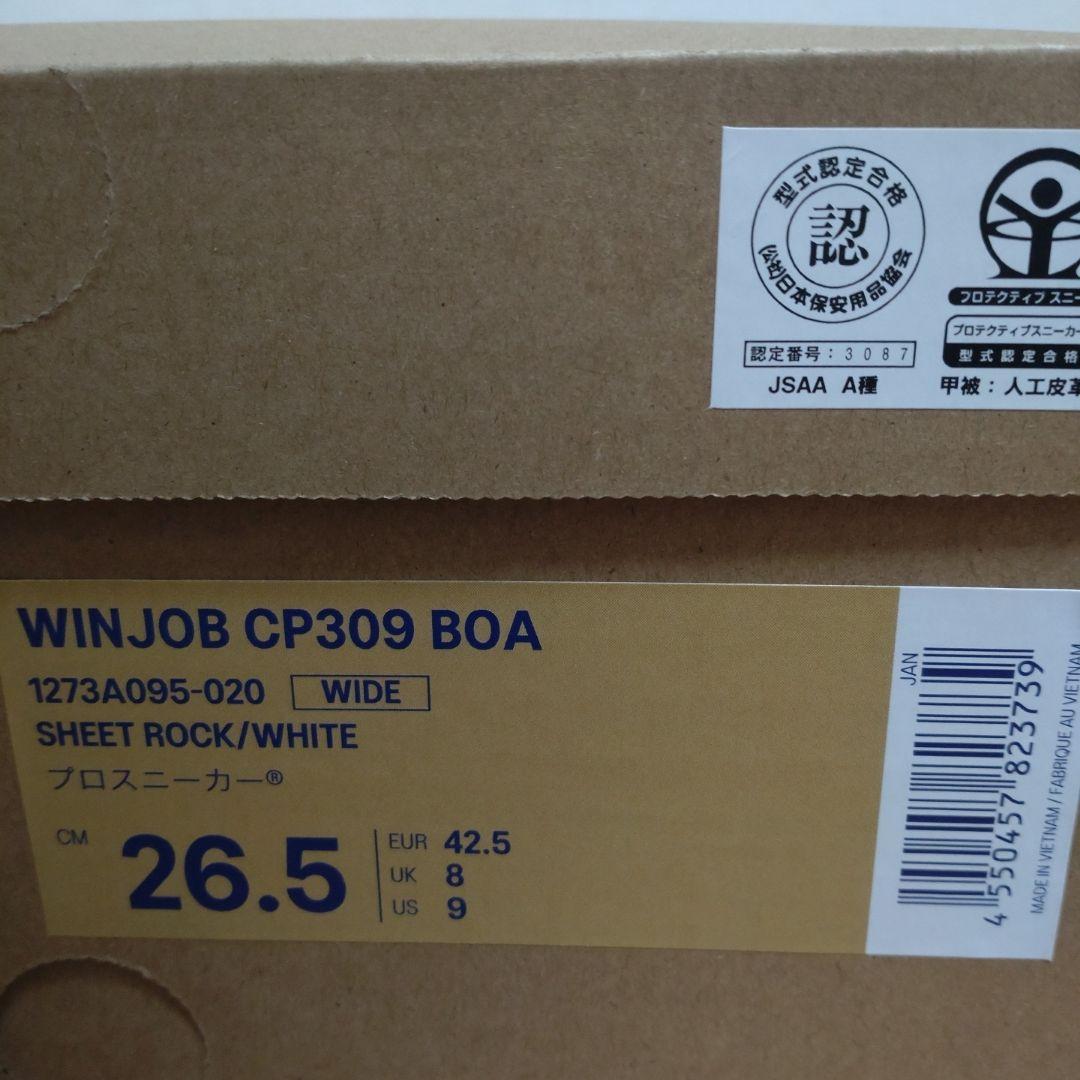 型式認定合格
認
(公社)日本保安用品協会
認定番号：3087
JSAA A種
プロテクティブ スニー
プロテクティブスニーカー
型式認定合格
甲被：人工皮革
WINJOB CP309 BOA
1273A095-020 WIDE
SHEET ROCK/WHITE
プロスニーカー®
CM 26.5
EUR 42.5
UK 8
US 9
JAN
4 550457 823739
MADE IN VIETNAM / FABRIQUE AU VIETNAM